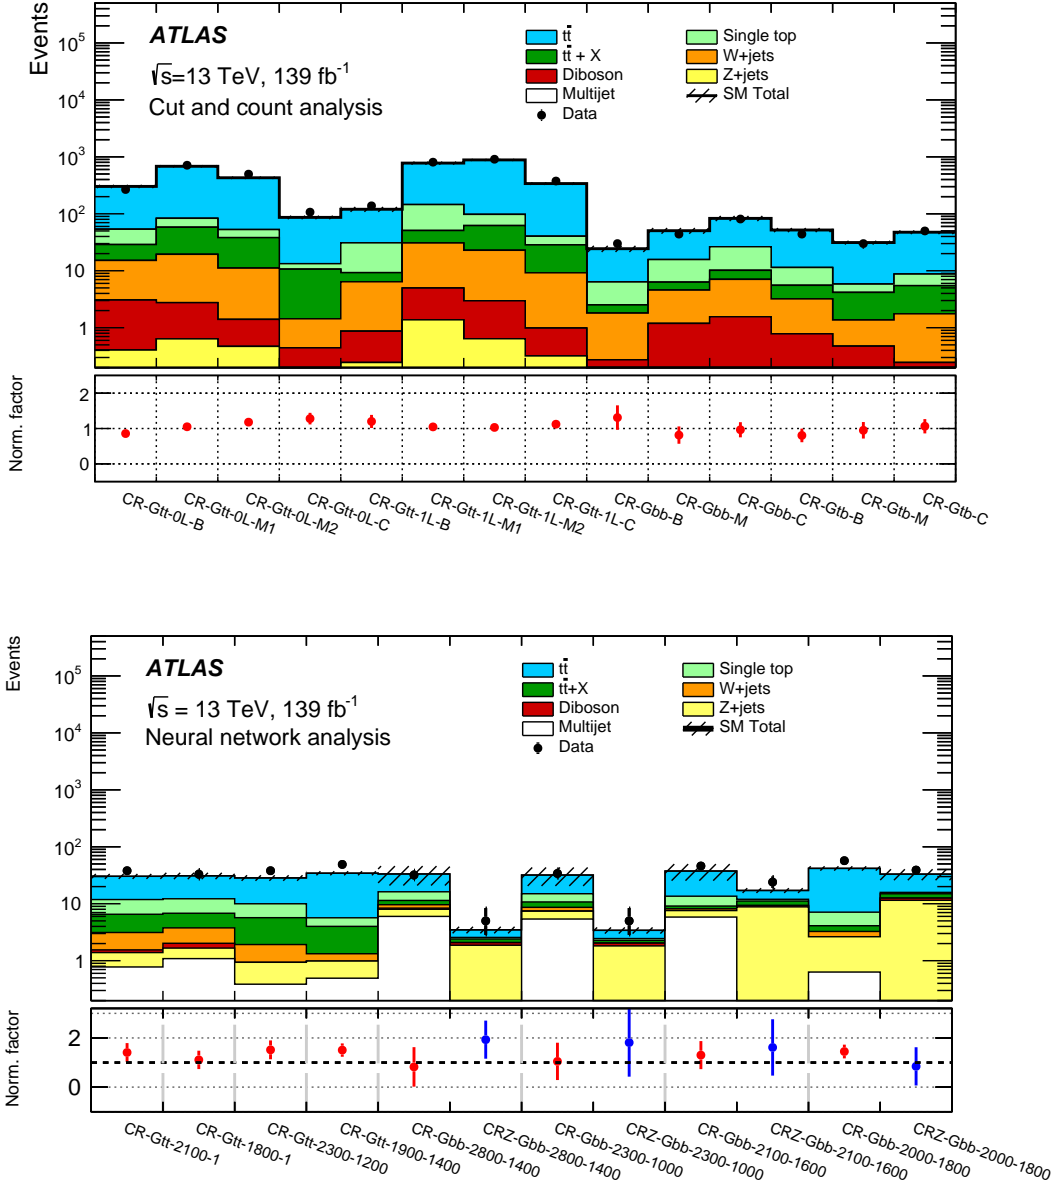 Events
ATLAS
√s=13 TeV, 139 fb⁻¹
Cut and count analysis
tt̄
tt̄ + X
Diboson
Multijet
Data
Single top
W+jets
Z+jets
SM Total
10⁵
10⁴
10³
10²
10
1
Norm. factor
2
1
0
CR-Gtt-0L-B
CR-Gtt-0L-M1
CR-Gtt-0L-M2
CR-Gtt-0L-C
CR-Gtt-1L-B
CR-Gtt-1L-M1
CR-Gtt-1L-M2
CR-Gtt-1L-C
CR-Gbb-B
CR-Gbb-M
CR-Gbb-C
CR-Gtb-B
CR-Gtb-M
CR-Gtb-C
Events
ATLAS
√s = 13 TeV, 139 fb⁻¹
Neural network analysis
tt̄
tt̄+X
Diboson
Multijet
Data
Single top
W+jets
Z+jets
SM Total
10⁵
10⁴
10³
10²
10
1
Norm. factor
2
0
CR-Gtt-2100-1
CR-Gtt-1800-1
CR-Gtt-2300-1200
CR-Gtt-1900-1400
CR-Gbb-2800-1400
CRZ-Gbb-2800-1400
CR-Gbb-2300-1000
CRZ-Gbb-2300-1000
CR-Gbb-2100-1600
CRZ-Gbb-2100-1600
CR-Gbb-2000-1800
CRZ-Gbb-2000-1800